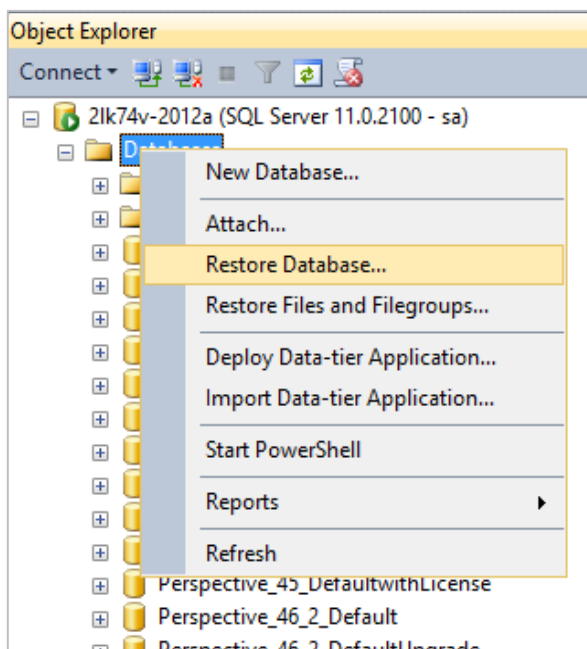 Object Explorer
Connect
2lk74v-2012a (SQL Server 11.0.2100 - sa)
Databases
New Database...
Attach...
Restore Database...
Restore Files and Filegroups...
Deploy Data-tier Application...
Import Data-tier Application...
Start PowerShell
Reports
Refresh
Perspective_45_DefaultwithLicense
Perspective_46_2_Default
Perspective_46_2_DefaultUpgrade